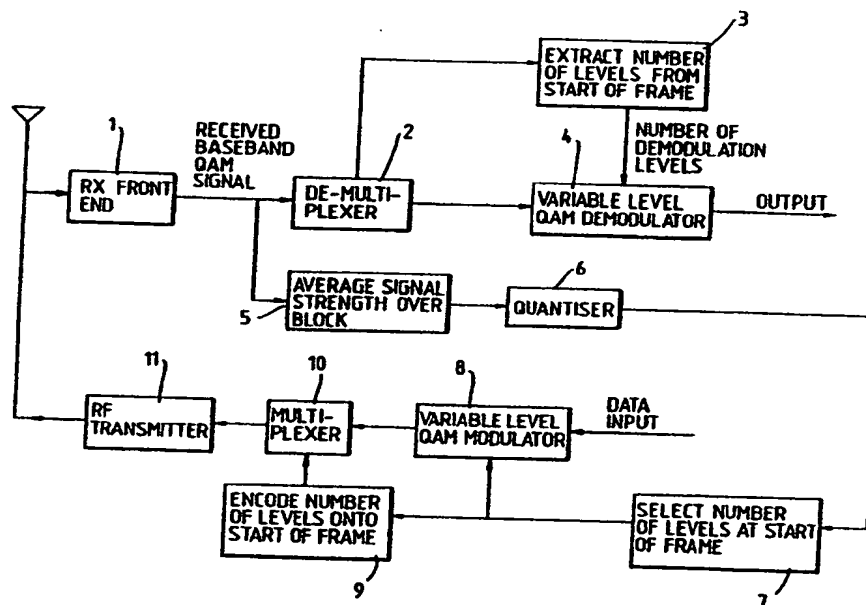 3
EXTRACT NUMBER
OF LEVELS FROM
START OF FRAME
1
RECEIVED
BASEBAND
QAM
SIGNAL
2
NUMBER OF
DEMODULATION
LEVELS
4
RX FRONT
END
DE-MULTI-
PLEXER
VARIABLE LEVEL
QAM DEMODULATOR
OUTPUT
5
AVERAGE SIGNAL
STRENGTH OVER
BLOCK
6
QUANTISER
11
RF
TRANSMITTER
10
MULTI-
PLEXER
8
VARIABLE LEVEL
QAM MODULATOR
DATA
INPUT
ENCODE NUMBER
OF LEVELS ONTO
START OF FRAME
9
SELECT NUMBER
OF LEVELS AT START
OF FRAME
7